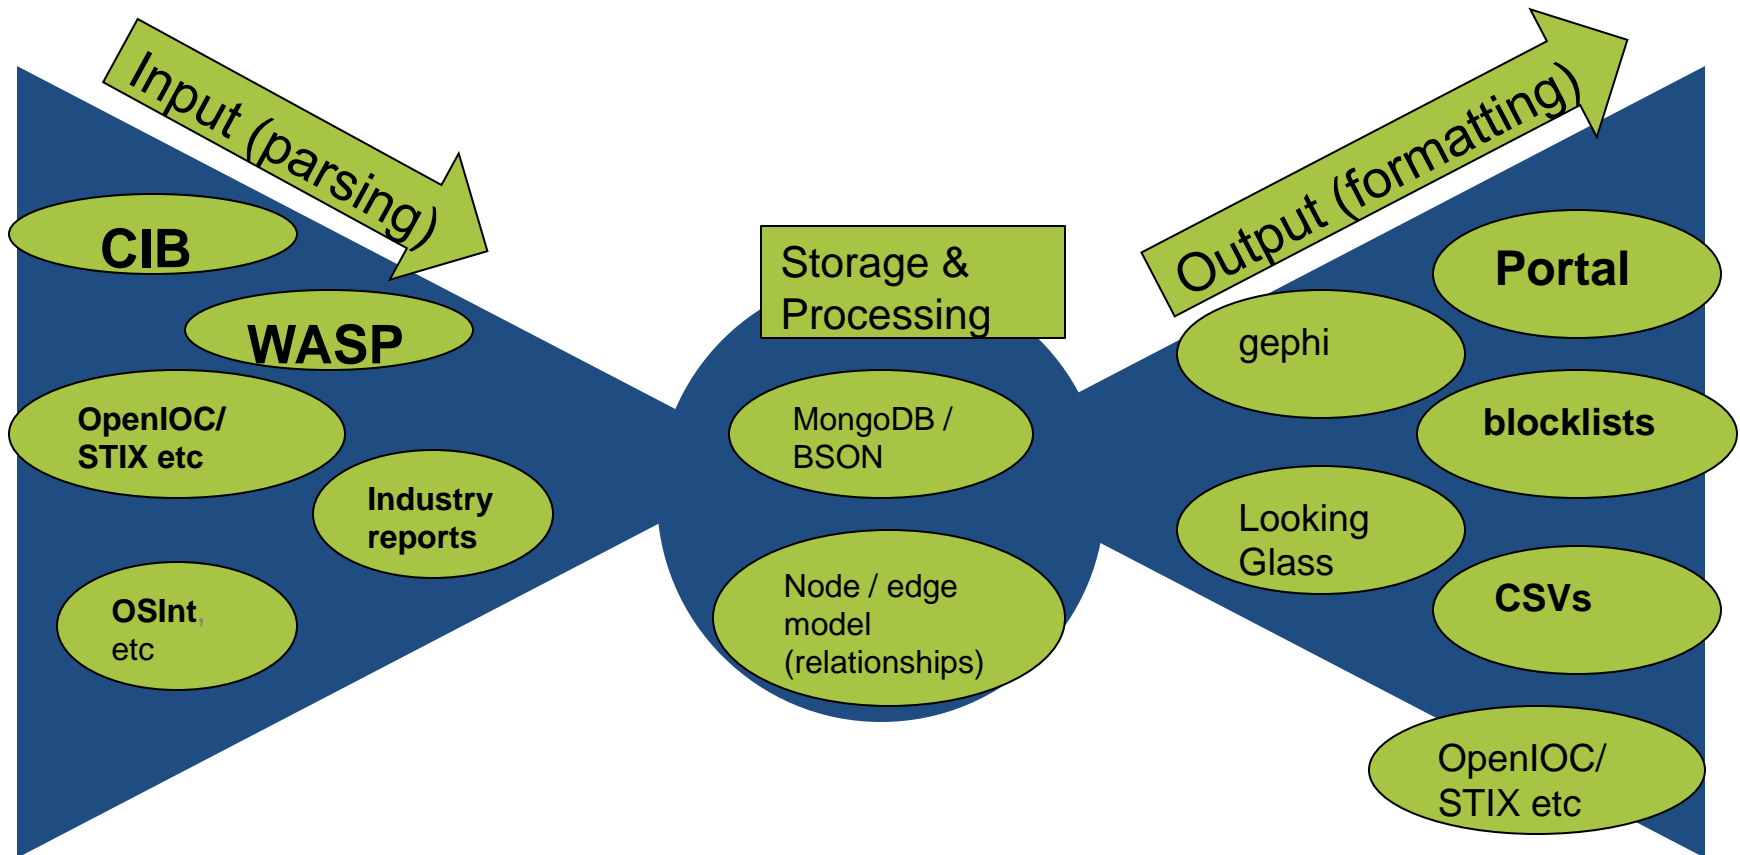 Input (parsing)
CIB
WASP
OpenIOC/
STIX etc
Industry
reports
OSInt,
etc
Storage &
Processing
MongoDB /
BSON
Node / edge
model
(relationships)
Output (formatting)
Portal
gephi
blocklists
Looking
Glass
CSVs
OpenIOC/
STIX etc